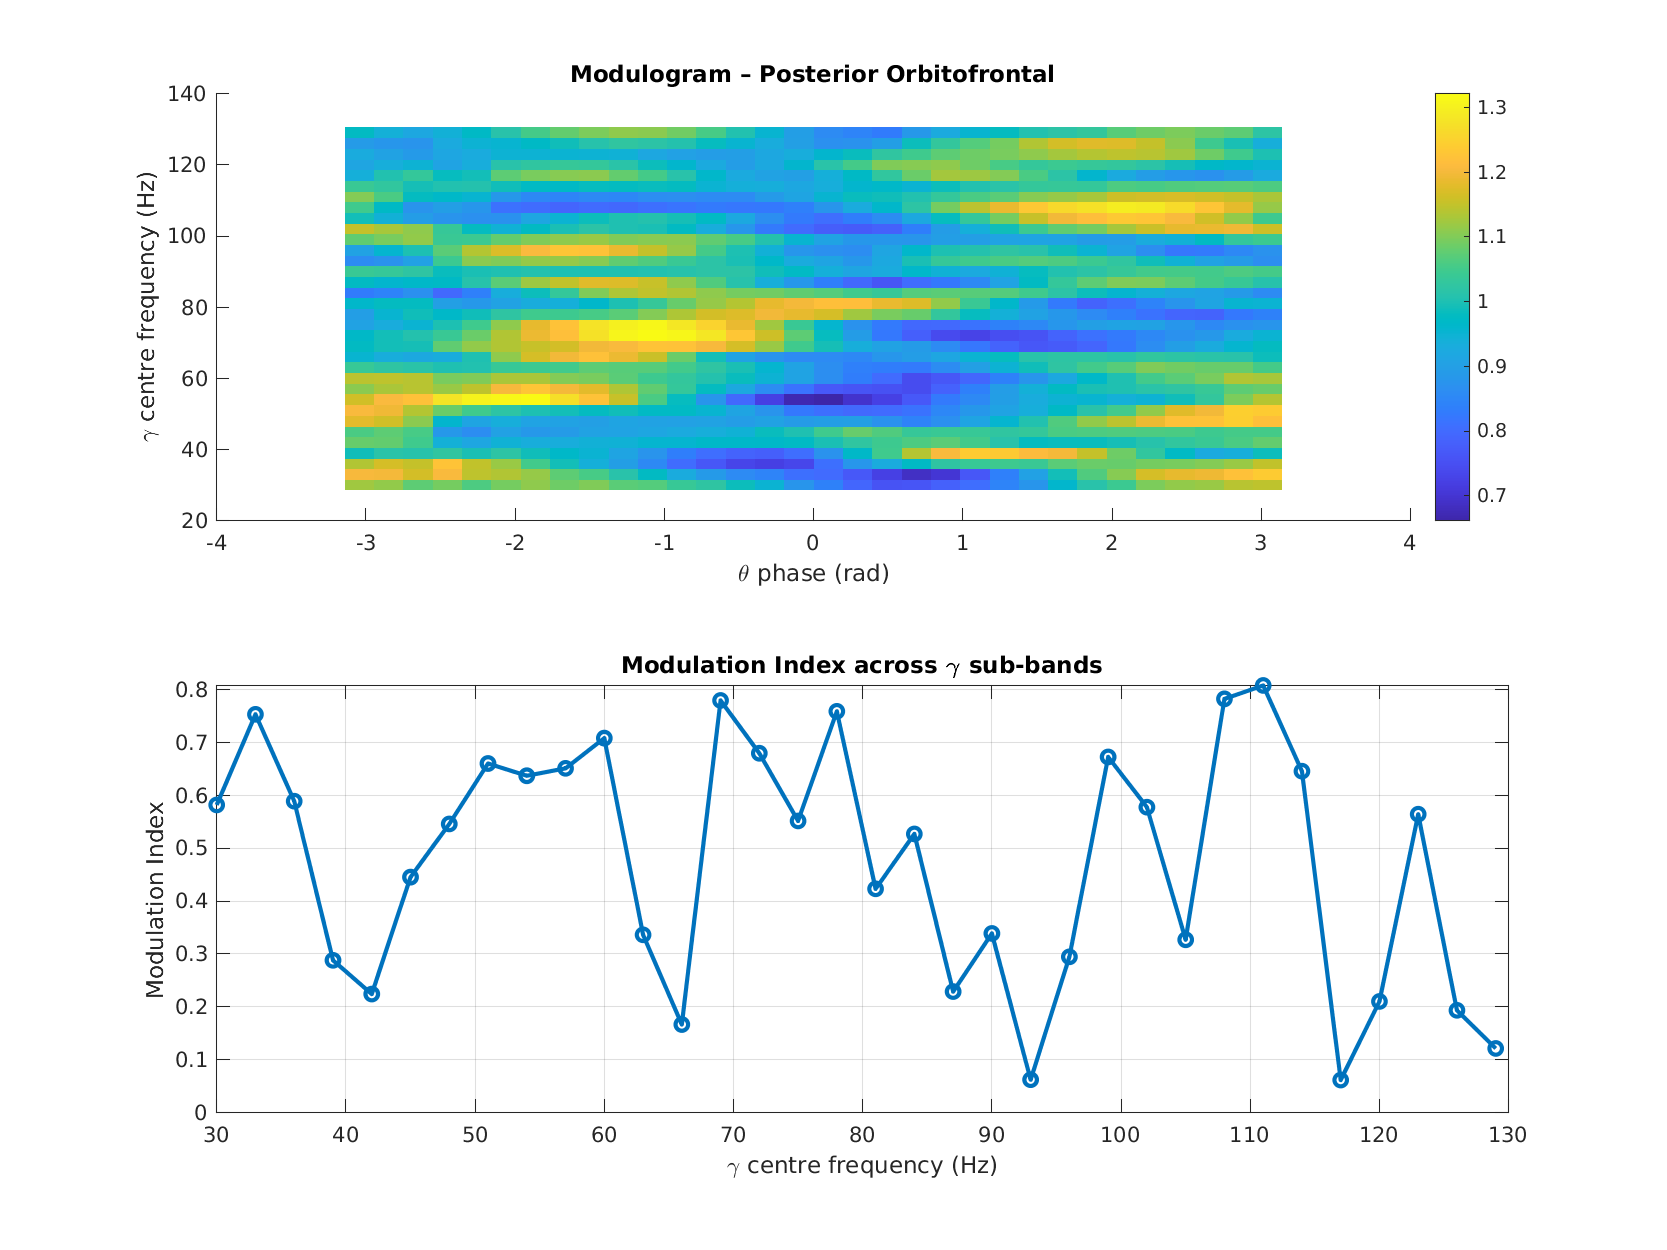 Modulogram – Posterior Orbitofrontal
140
120
100
80
60
40
20
γ centre frequency (Hz)
-4 -3 -2 -1 0 1 2 3 4
θ phase (rad)
1.3
1.2
1.1
1
0.9
0.8
0.7
Modulation Index across γ sub-bands
0.8
0.7
0.6
0.5
0.4
0.3
0.2
0.1
0
Modulation Index
30 40 50 60 70 80 90 100 110 120 130
γ centre frequency (Hz)